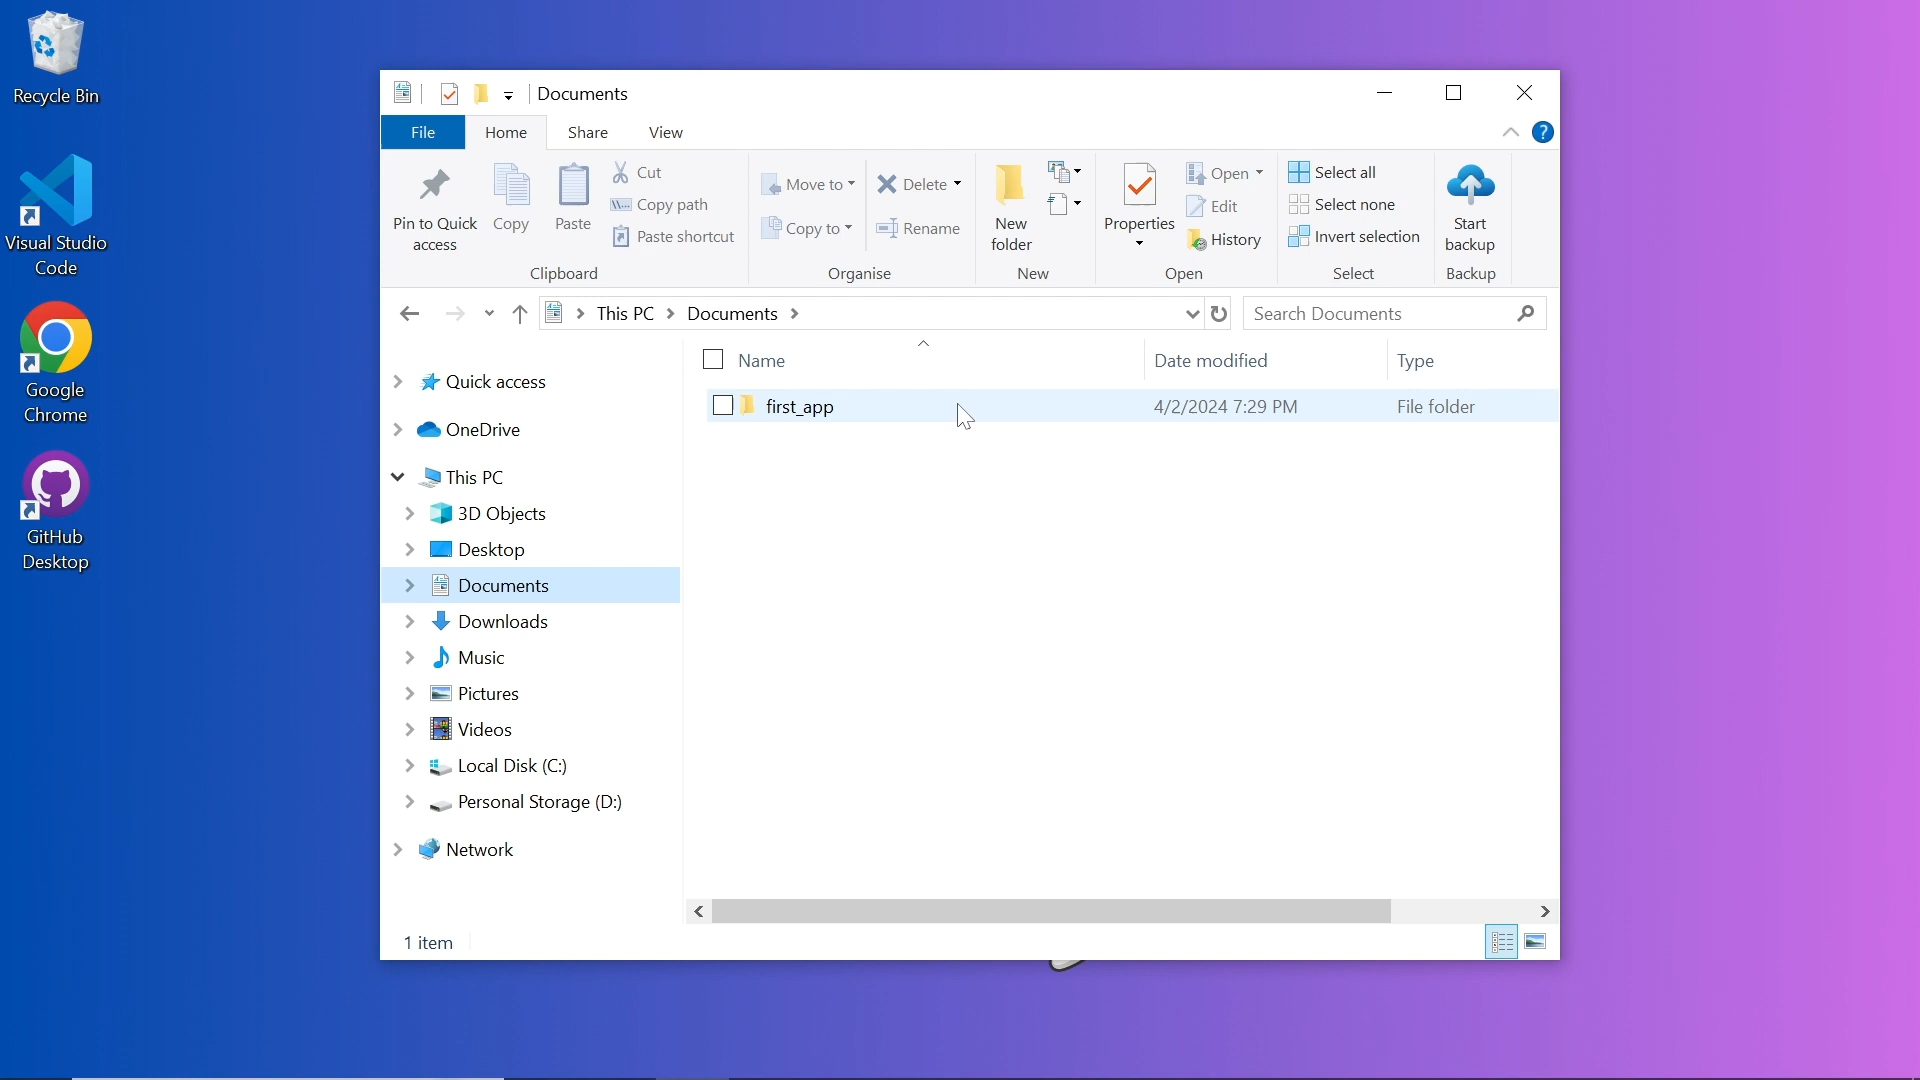 Recycle Bin
Visual Studio
Code
Google
Chrome
GitHub
Desktop
Documents
File Home Share View
Pin to Quick
access
Copy
Paste
Cut
Copy path
Paste shortcut
Clipboard
Move to
Copy to
Delete
Rename
Organise
New
folder
New
Properties
Open
Edit
History
Open
Select all
Select none
Invert selection
Select
Start
backup
Backup
This PC Documents
Search Documents
Quick access
OneDrive
This PC
3D Objects
Desktop
Documents
Downloads
Music
Pictures
Videos
Local Disk (C:)
Personal Storage (D:)
Network
Name Date modified Type
first_app 4/2/2024 7:29 PM File folder
1 item